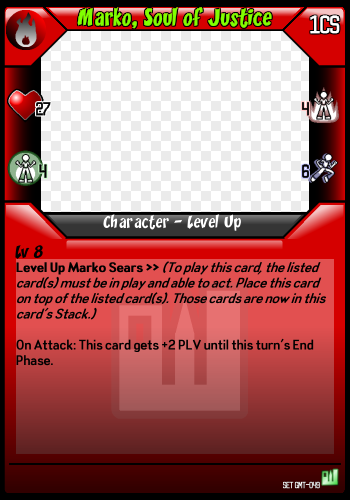 Marko, Soul of Justice
1CS
27
4
4
6
Character - Level Up
Lv 8
Level Up Marko Sears >> (To play this card, the listed
card(s) must be in play and able to act. Place this card
on top of the listed card(s). Those cards are now in this
card's Stack.)
On Attack: This card gets +2 PLV until this turn's End
Phase.
SET GMT-049